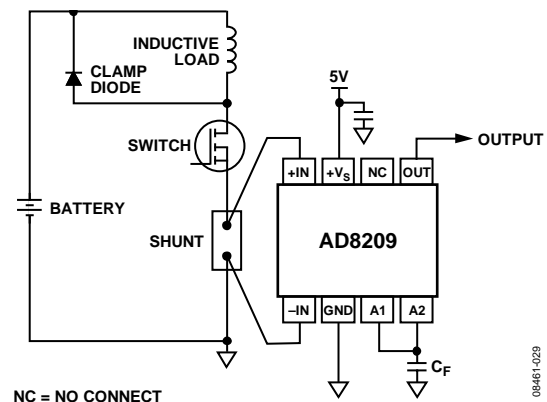 INDUCTIVE
LOAD
CLAMP
DIODE
5V
OUTPUT
SWITCH
+IN
+VS
NC
OUT
BATTERY
SHUNT
AD8209
–IN
GND
A1
A2
CF
NC = NO CONNECT
08461-029